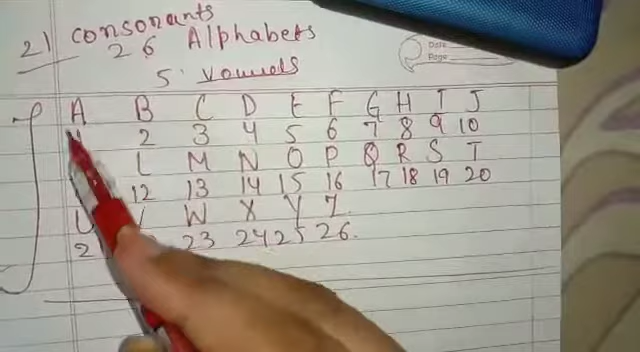 21 consonants
26 Alphabets
5 vowels
Date
Page
A B C D E F G H I J
2 3 4 5 6 7 8 9 10
L M N O P Q R S T
12 13 14 15 16 17 18 19 20
U V W X Y Z
2 23 24 25 26.